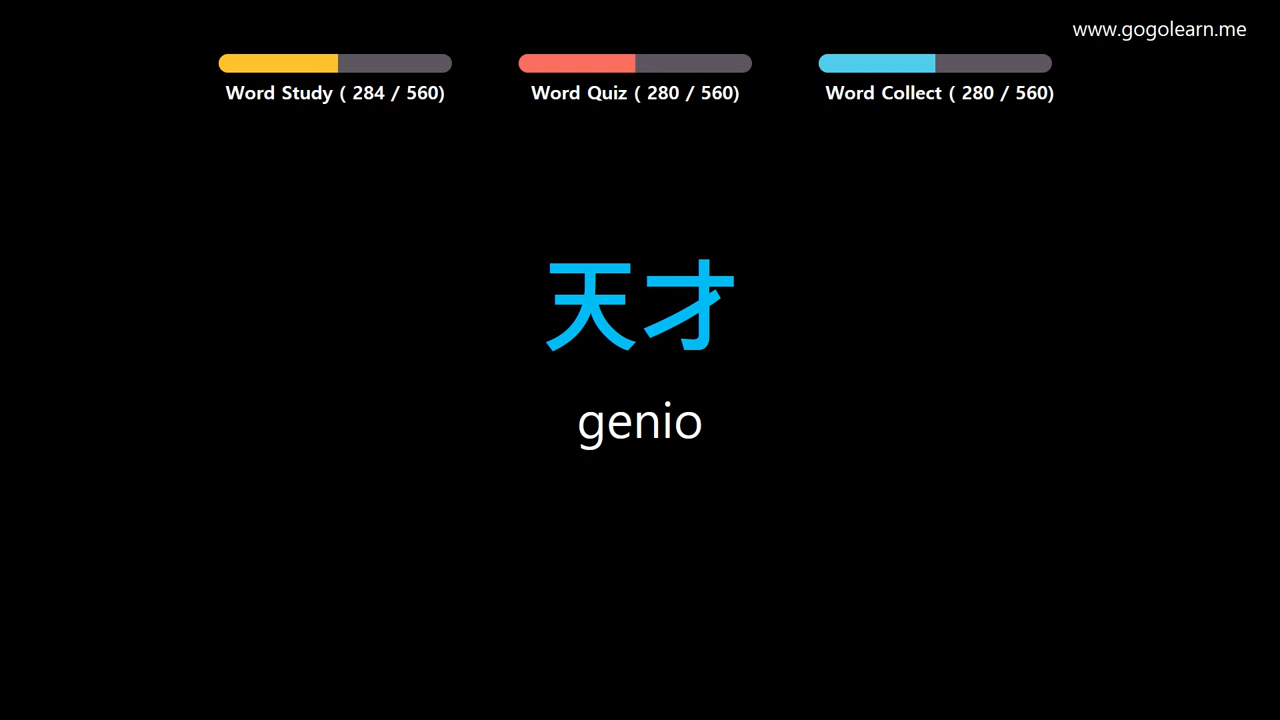 www.gogolearn.me
Word Study ( 284 / 560)
Word Quiz ( 280 / 560)
Word Collect ( 280 / 560)
天才
genio